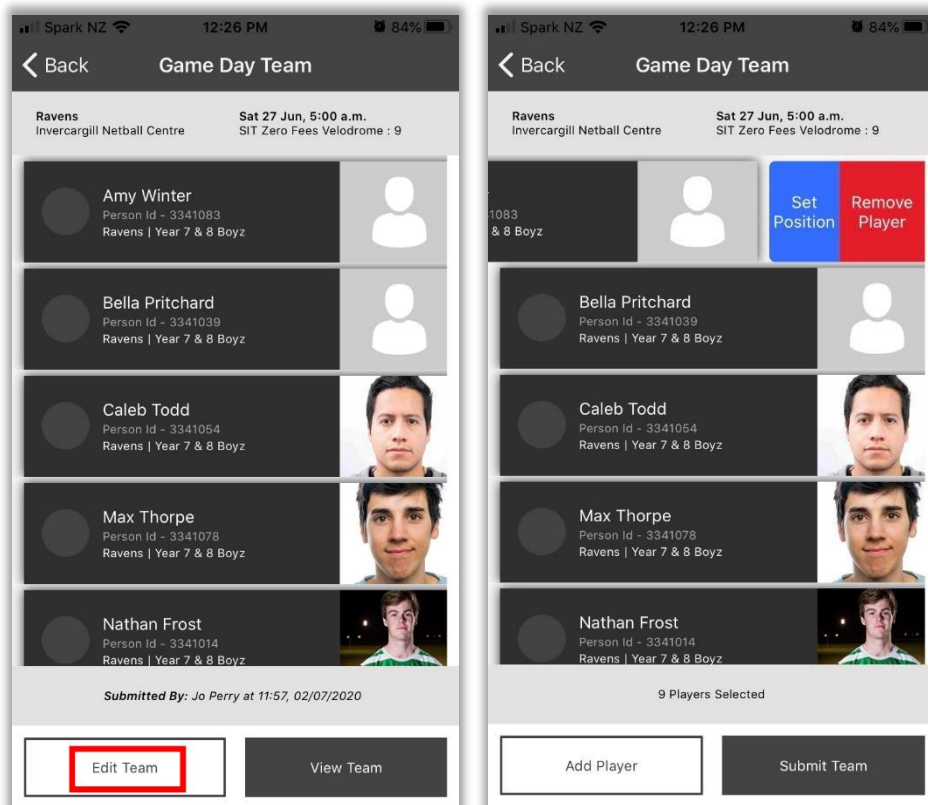 Spark NZ 12:26 PM 84%
Back Game Day Team
Ravens Sat 27 Jun, 5:00 a.m.
Invercargill Netball Centre SIT Zero Fees Velodrome : 9
Amy Winter
Person Id - 3341083
Ravens | Year 7 & 8 Boyz
Bella Pritchard
Person Id - 3341039
Ravens | Year 7 & 8 Boyz
Caleb Todd
Person Id - 3341054
Ravens | Year 7 & 8 Boyz
Max Thorpe
Person Id - 3341078
Ravens | Year 7 & 8 Boyz
Nathan Frost
Person Id - 3341014
Ravens | Year 7 & 8 Boyz
Submitted By: Jo Perry at 11:57, 02/07/2020
Edit Team View Team
Spark NZ 12:26 PM 84%
Back Game Day Team
Ravens Sat 27 Jun, 5:00 a.m.
Invercargill Netball Centre SIT Zero Fees Velodrome : 9
1083
& 8 Boyz
Set Position
Remove Player
Bella Pritchard
Person Id - 3341039
Ravens | Year 7 & 8 Boyz
Caleb Todd
Person Id - 3341054
Ravens | Year 7 & 8 Boyz
Max Thorpe
Person Id - 3341078
Ravens | Year 7 & 8 Boyz
Nathan Frost
Person Id - 3341014
Ravens | Year 7 & 8 Boyz
9 Players Selected
Add Player Submit Team